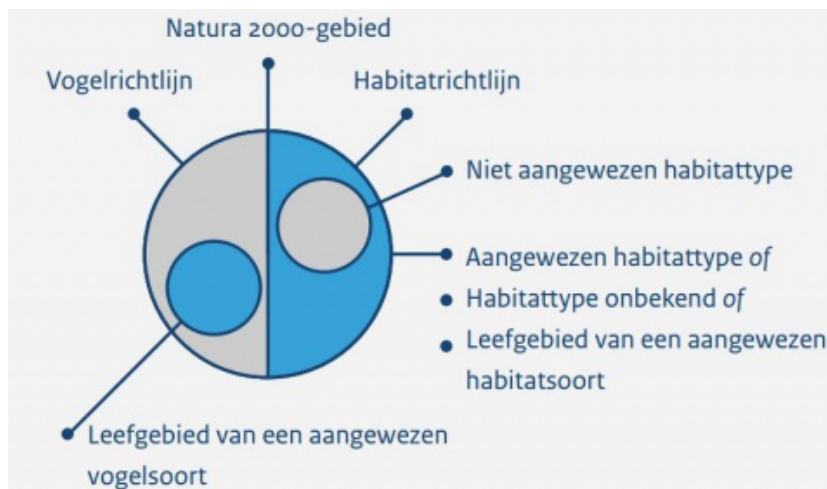 Natura 2000-gebied
Vogelrichtlijn
Habitatrichtlijn
Niet aangewezen habitattype
Aangewezen habitattype of
Habitattype onbekend of
Leefgebied van een aangewezen
habitatsoort
Leefgebied van een aangewezen
vogelsoort